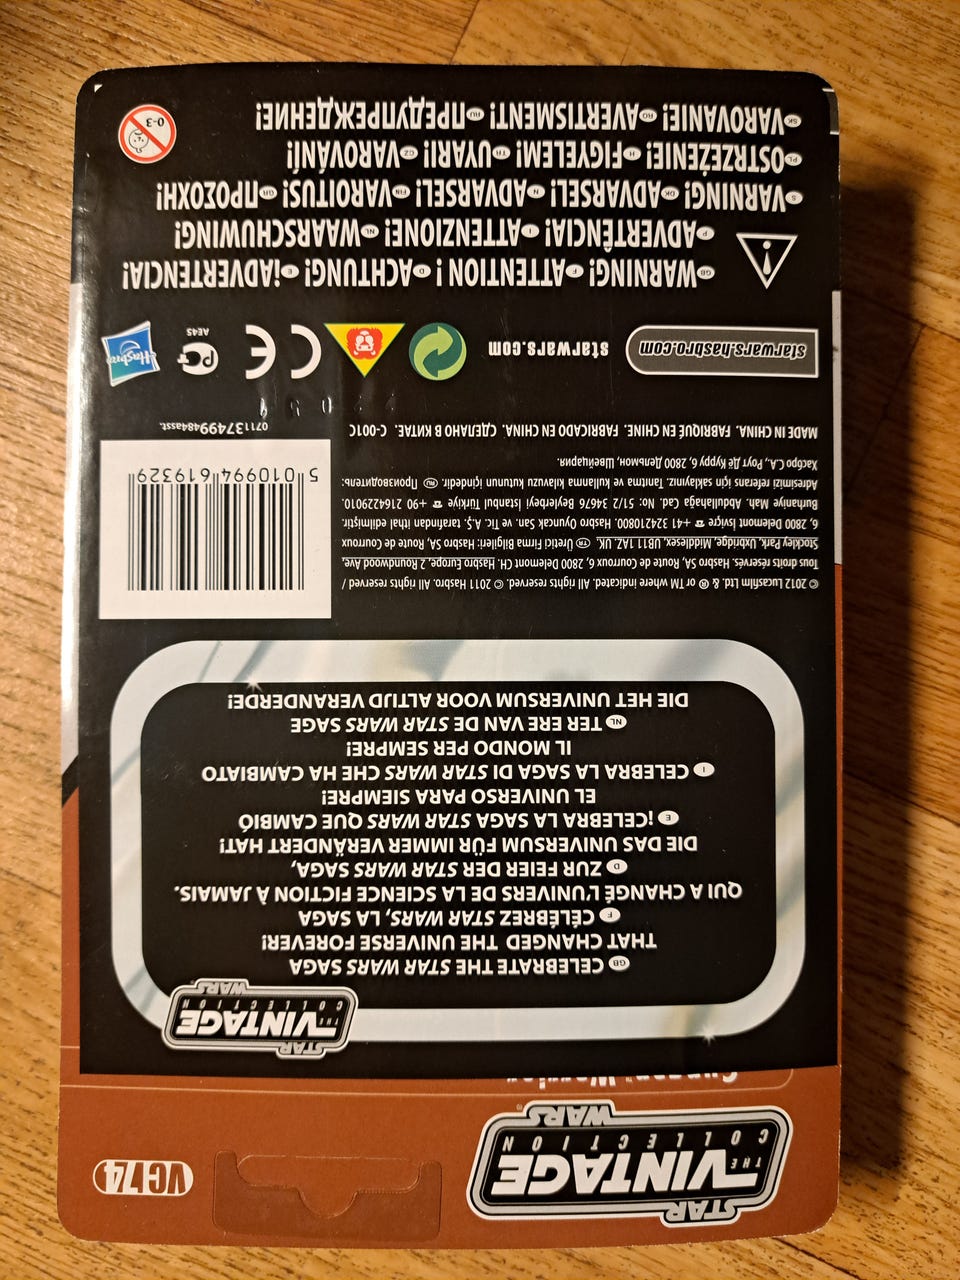 STAR
THE VINTAGE
COLLECTION
WARS
VC74
STAR
THE VINTAGE
COLLECTION
WARS
GB CELEBRATE THE STAR WARS SAGA
THAT CHANGED THE UNIVERSE FOREVER!
F CÉLÉBREZ STAR WARS, LA SAGA
QUI A CHANGÉ L'UNIVERS DE LA SCIENCE FICTION À JAMAIS.
D ZUR FEIER DER STAR WARS SAGA,
DIE DAS UNIVERSUM FÜR IMMER VERÄNDERT HAT!
E ¡CELEBRA LA SAGA STAR WARS QUE CAMBIÓ
EL UNIVERSO PARA SIEMPRE!
I CELEBRA LA SAGA DI STAR WARS CHE HA CAMBIATO
IL MONDO PER SEMPRE!
NL TER ERE VAN DE STAR WARS SAGE
DIE HET UNIVERSUM VOOR ALTIJD VERANDERDE!
© 2012 Lucasfilm Ltd. & ® or TM where indicated. All rights reserved. © 2011 Hasbro. All rights reserved /
Tous droits réservés. Hasbro SA, Route de Courroux 6, 2800 Delemont CH. Hasbro Europe, 2 Roundwood Ave,
Stockley Park, Uxbridge, Middlesex, UB11 1AZ. UK. TR Üretici Firma Bilgileri: Hasbro SA, Route de Courroux
6, 2800 Delemont İsviçre ☎ +41 324210800. Hasbro Oyuncak San. ve Tic A.Ş. tarafından ithal edilmiştir.
Burhaniye Mah. Abdullahağa Cad. No: 51/2 34676 Beylerbeyi İstanbul Türkiye ☎ +90 2164229010.
Adresimizi referans için saklayınız. Tanıtma ve kullanma kılavuzu kutunun içindedir. RU Производитель:
Хасбро С.А., Роут Де Курру 6, 2800 Дельмон, Швейцария.
MADE IN CHINA. FABRIQUÉ EN CHINE. FABRICADO EN CHINA. СДЕЛАНО В КИТАЕ. C-001C
5 010994 619329
071137499484asst.
starwars.hasbro.com
starwars.com
CE
PC
AE45
Hasbro
GB WARNING! F ATTENTION ! D ACHTUNG! E ¡ADVERTENCIA!
P ADVERTÊNCIA! I ATTENZIONE! NL WAARSCHUWING!
S VARNING! DK ADVARSEL! N ADVARSEL! FIN VAROITUS! GR ΠΡΟΣΟΧΗ!
PL OSTRZEŻENIE! H FIGYELEM! TR UYARI! CZ VAROVÁNÍ!
SK VAROVANIE! RO AVERTISMENT! RU ПРЕДУПРЕЖДЕНИЕ!
0-3